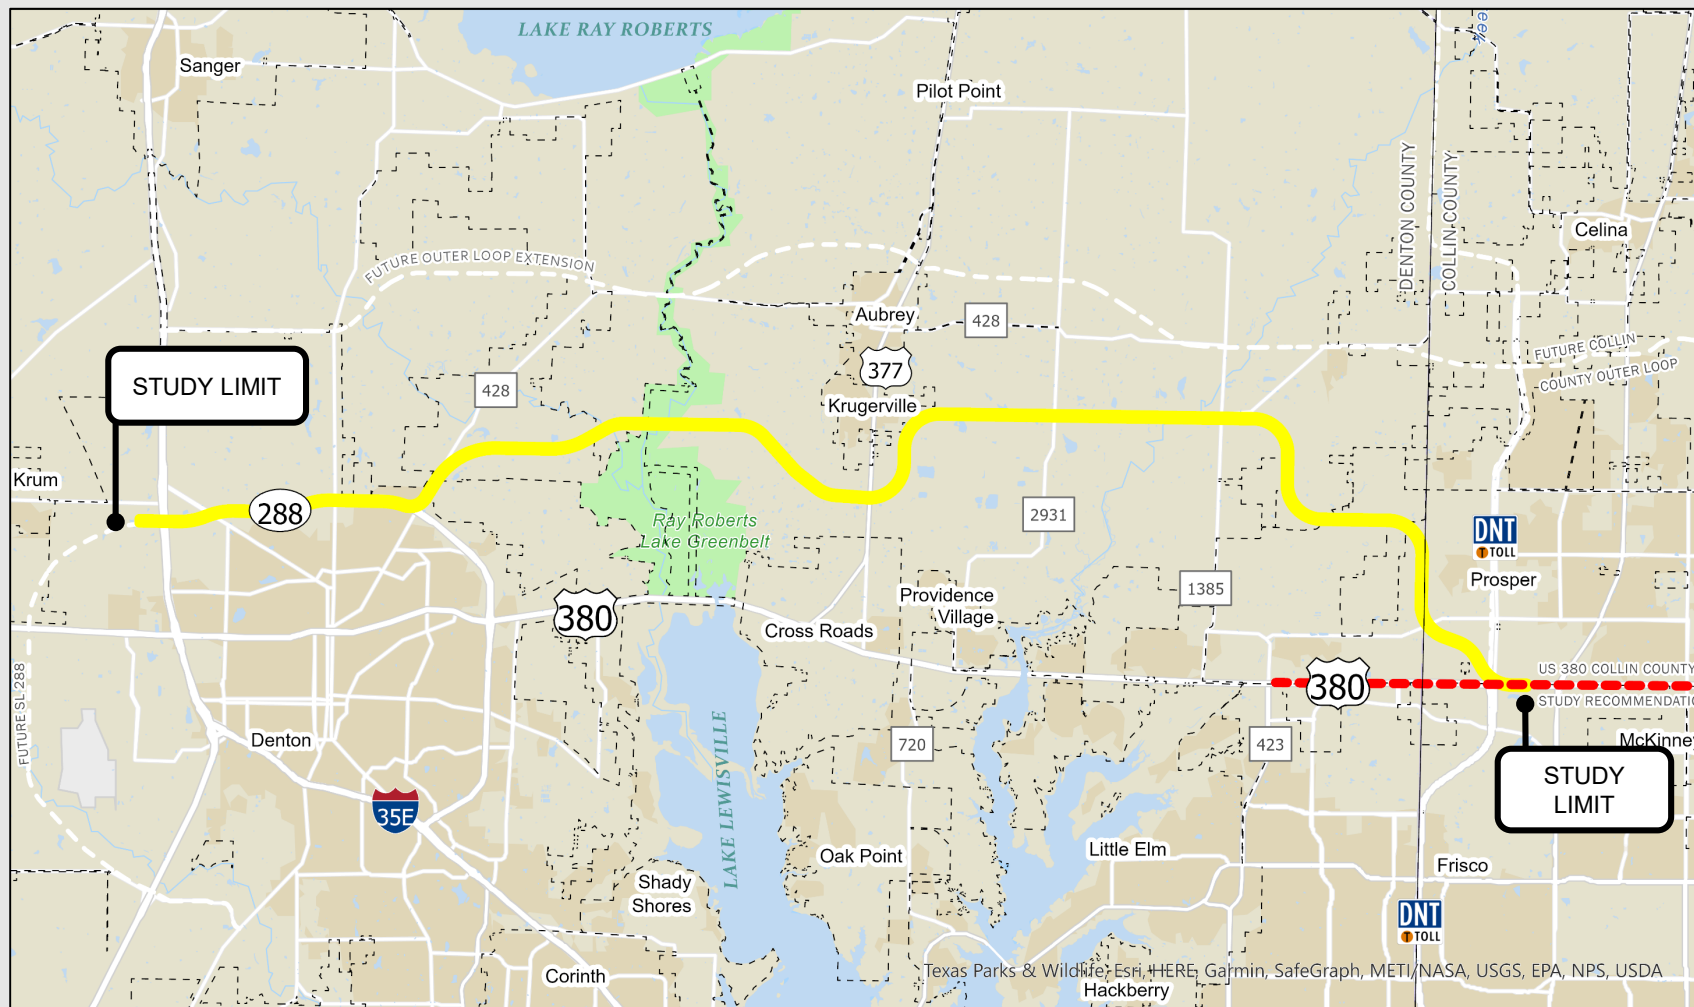 LAKE RAY ROBERTS
Sanger
Pilot Point
DENTON COUNTY
COLLIN COUNTY
Celina
FUTURE OUTER LOOP EXTENSION
Aubrey
428
FUTURE COLLIN
COUNTY OUTER LOOP
STUDY LIMIT
428
377
Krugerville
Krum
288
Ray Roberts
Lake Greenbelt
2931
DNT
TOLL
Prosper
1385
Providence
Village
380
Cross Roads
FUTURE SL 288
US 380 COLLIN COUNTY
380
STUDY RECOMMENDATIO
Denton
720
423
McKinney
STUDY
LIMIT
35E
LAKE LEWISVILLE
Oak Point
Little Elm
Frisco
Shady
Shores
DNT
TOLL
Corinth
Texas Parks & Wildlife, Esri, HERE, Garmin, SafeGraph, METI/NASA, USGS, EPA, NPS, USDA
Hackberry